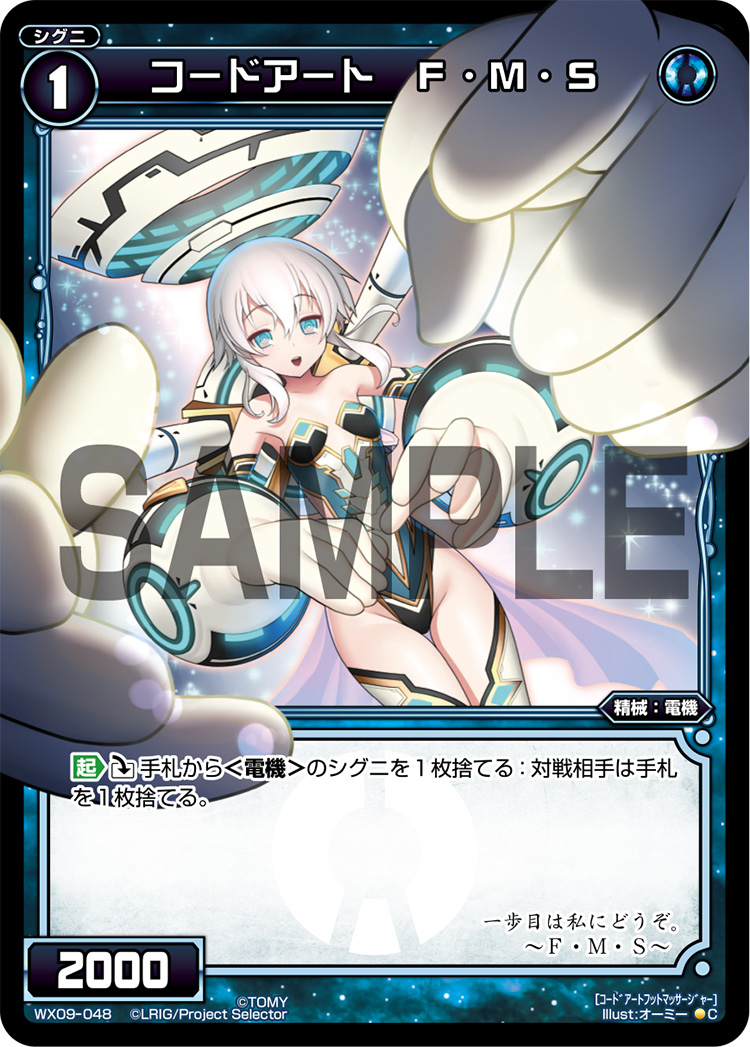 シグニ
1
コードアート F・M・S
SAMPLE
精械：電機
起 手札から<電機>のシグニを1枚捨てる：対戦相手は手札
を1枚捨てる。
一歩目は私にどうぞ。
～F・M・S～
2000
©TOMY
[コードアートフットマッサージャー]
WX09-048 ©LRIG/Project Selector
Illust:オーミー C